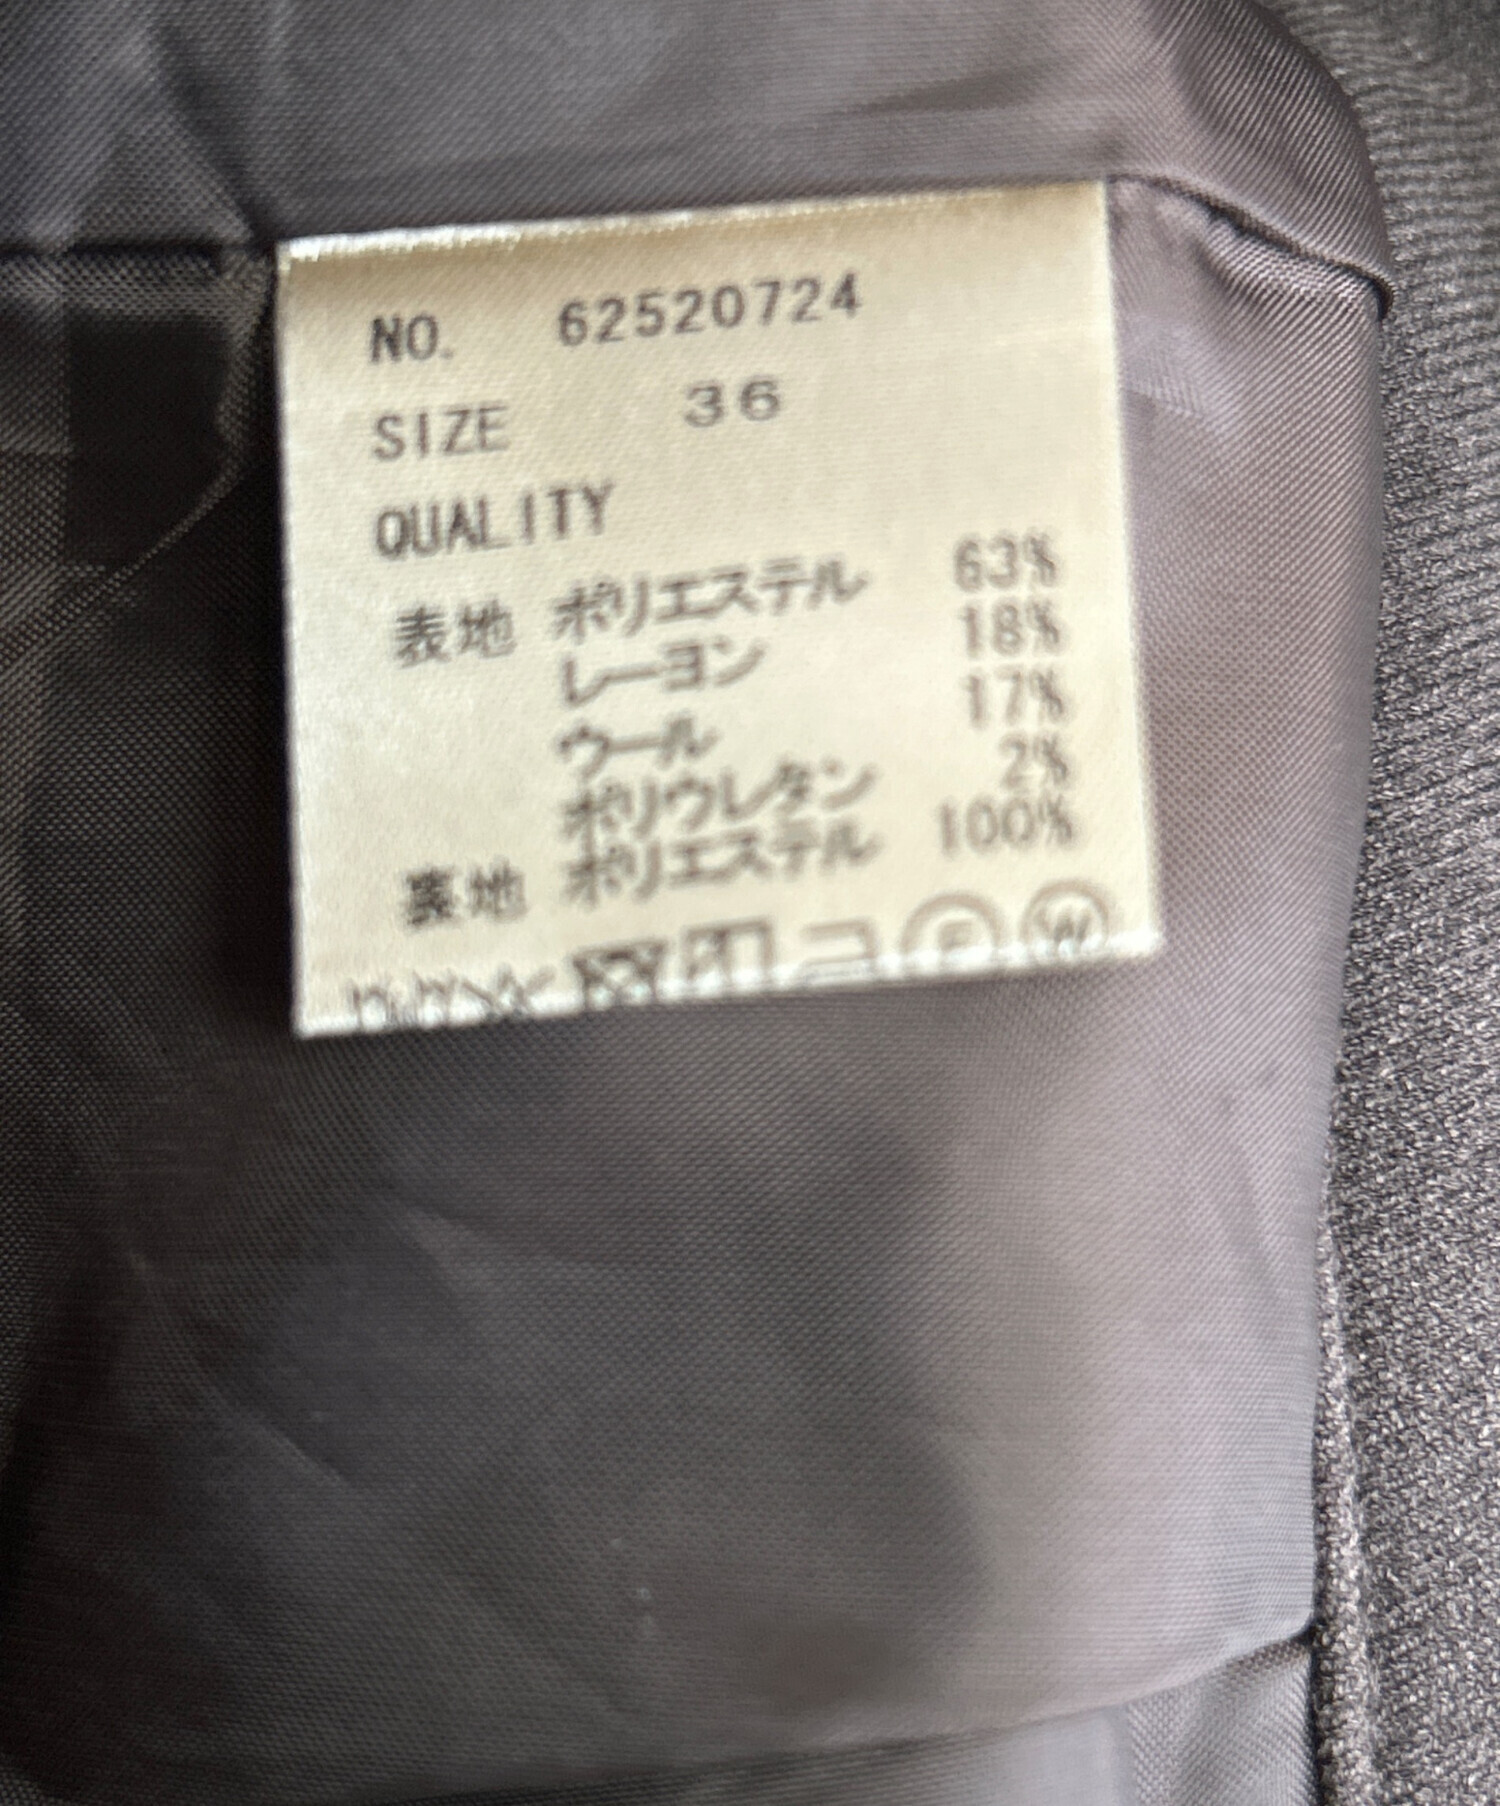 NO. 62520724
SIZE 36
QUALITY
表地 ポリエステル 63%
レーヨン 18%
ウール 17%
ポリウレタン 2%
裏地 ポリエステル 100%
F W